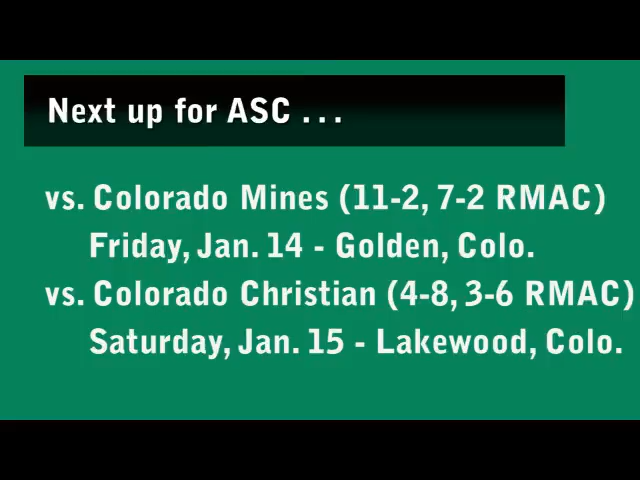 Next up for ASC . . .
vs. Colorado Mines (11-2, 7-2 RMAC)
Friday, Jan. 14 - Golden, Colo.
vs. Colorado Christian (4-8, 3-6 RMAC)
Saturday, Jan. 15 - Lakewood, Colo.